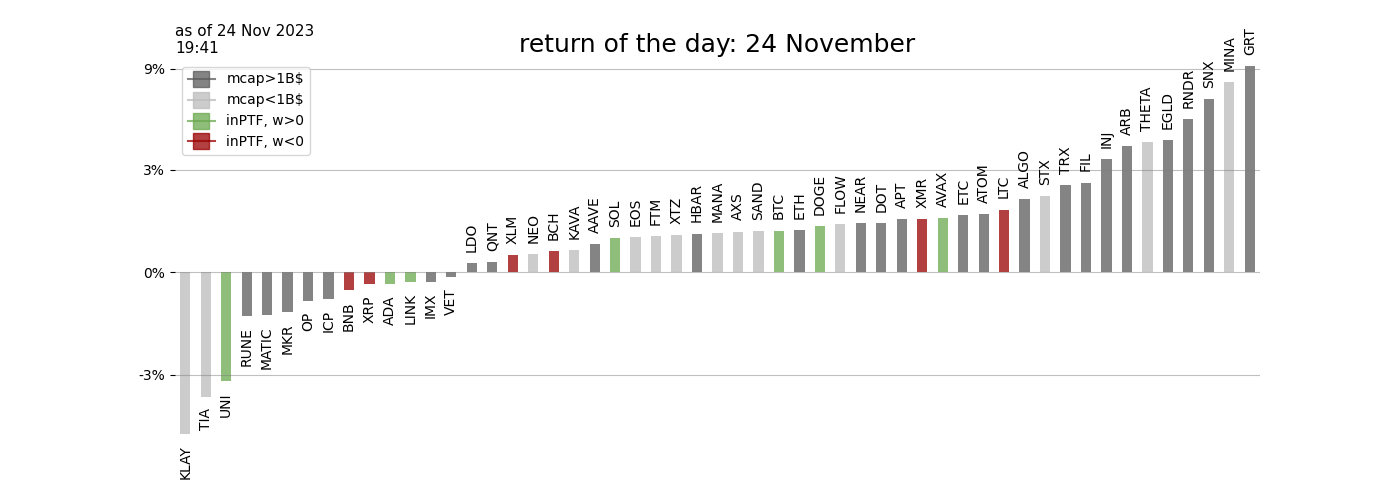 as of 24 Nov 2023
19:41
return of the day: 24 November
9%
3%
0%
-3%
mcap>1B$
mcap<1B$
inPTF, w>0
inPTF, w<0
KLAY
TIA
UNI
RUNE
MATIC
MKR
OP
ICP
BNB
XRP
ADA
LINK
IMX
VET
LDO
QNT
XLM
NEO
BCH
KAVA
AAVE
SOL
EOS
FTM
XTZ
HBAR
MANA
AXS
SAND
BTC
ETH
DOGE
FLOW
NEAR
DOT
APT
XMR
AVAX
ETC
ATOM
LTC
ALGO
STX
TRX
FIL
INJ
ARB
THETA
EGLD
RNDR
SNX
MINA
GRT